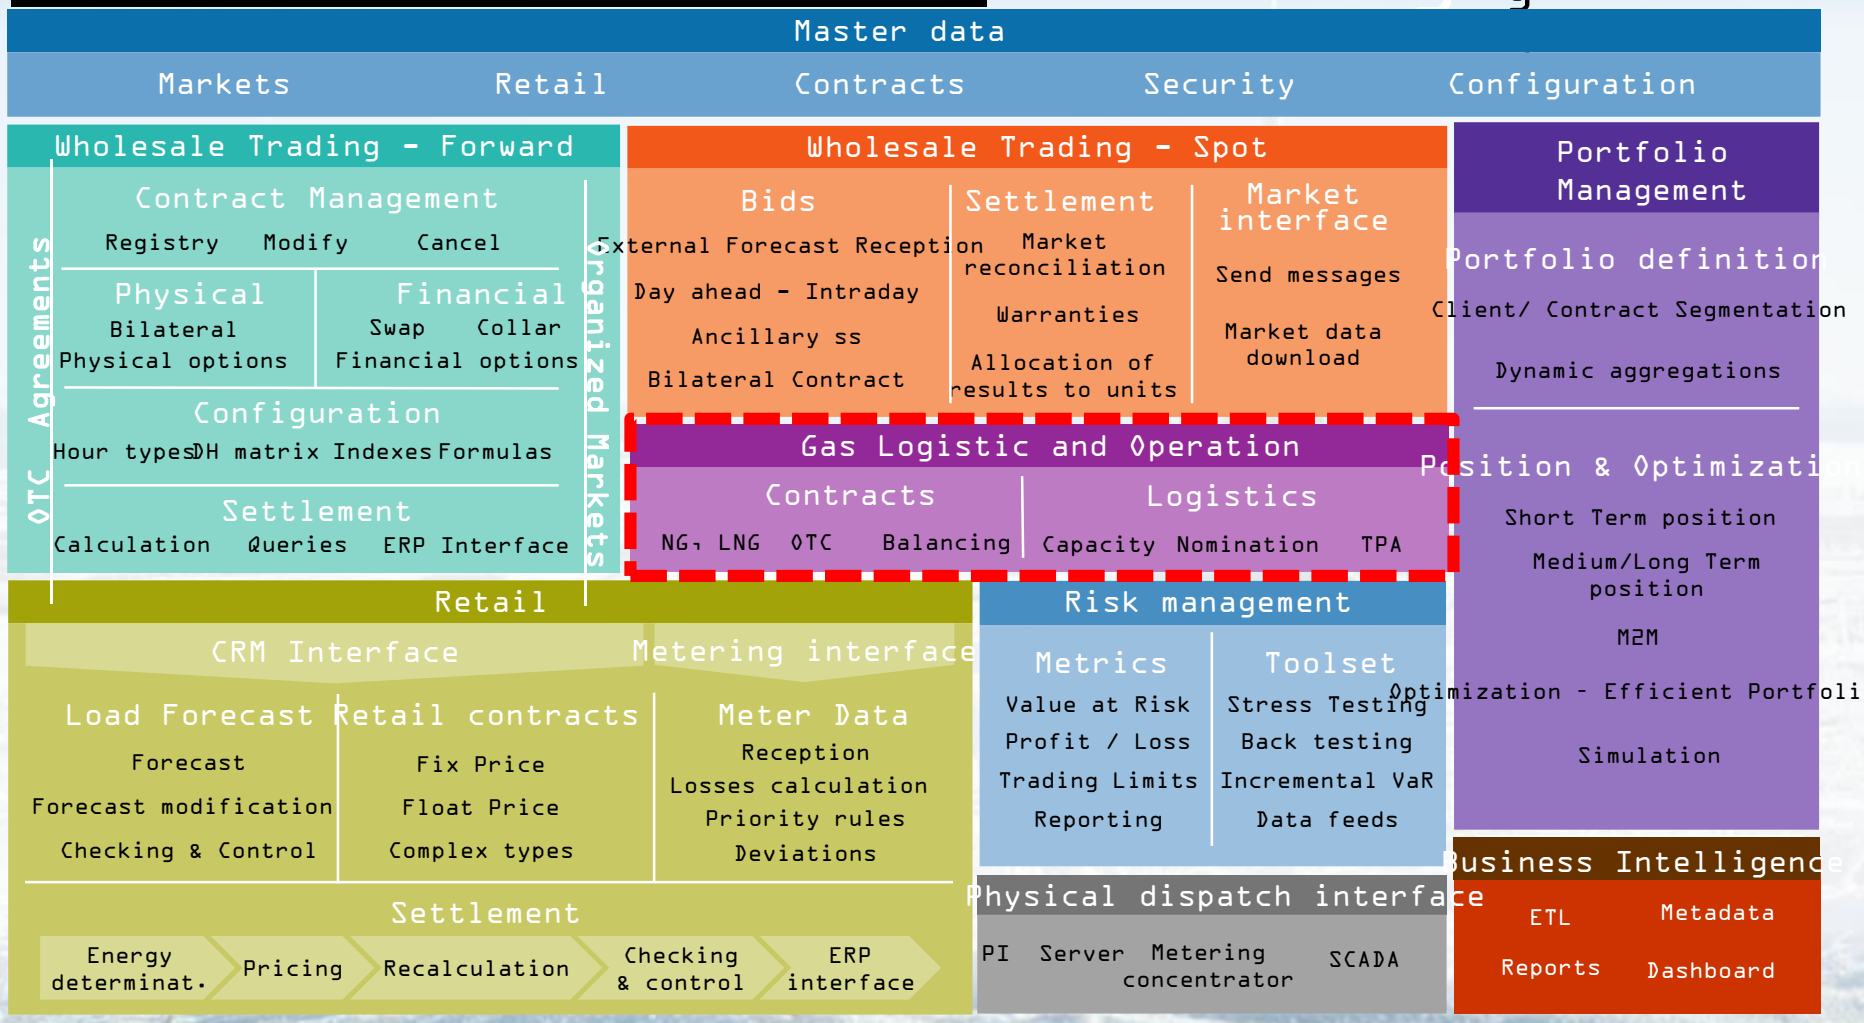 Master data
Markets Retail Contracts Security Configuration
Wholesale Trading - Forward
OTC Agreements
Organized Markets
Contract Management
Registry Modify Cancel
Physical
Bilateral
Physical options
Financial
Swap Collar
Financial options
Configuration
Hour types DH matrix Indexes Formulas
Settlement
Calculation Queries ERP Interface
Wholesale Trading - Spot
Bids
External Forecast Reception
Day ahead - Intraday
Ancillary ss
Bilateral Contract
Settlement
Market
reconciliation
Warranties
Allocation of
results to units
Market
interface
Send messages
Market data
download
Gas Logistic and Operation
Contracts
NG, LNG OTC Balancing
Logistics
Capacity Nomination TPA
Portfolio
Management
Portfolio definition
Client/ Contract Segmentation
Dynamic aggregations
Position & Optimization
Short Term position
Medium/Long Term
position
M2M
Optimization - Efficient Portfoli
Simulation
Retail
CRM Interface
Metering interface
Load Forecast
Forecast
Forecast modification
Checking & Control
Retail contracts
Fix Price
Float Price
Complex types
Meter Data
Reception
Losses calculation
Priority rules
Deviations
Settlement
Energy
determinat.
Pricing
Recalculation
Checking
& control
ERP
interface
Risk management
Metrics
Value at Risk
Profit / Loss
Trading Limits
Reporting
Toolset
Stress Testing
Back testing
Incremental VaR
Data feeds
Physical dispatch interface
PI Server
Metering
concentrator
SCADA
Business Intelligence
ETL Metadata
Reports Dashboard